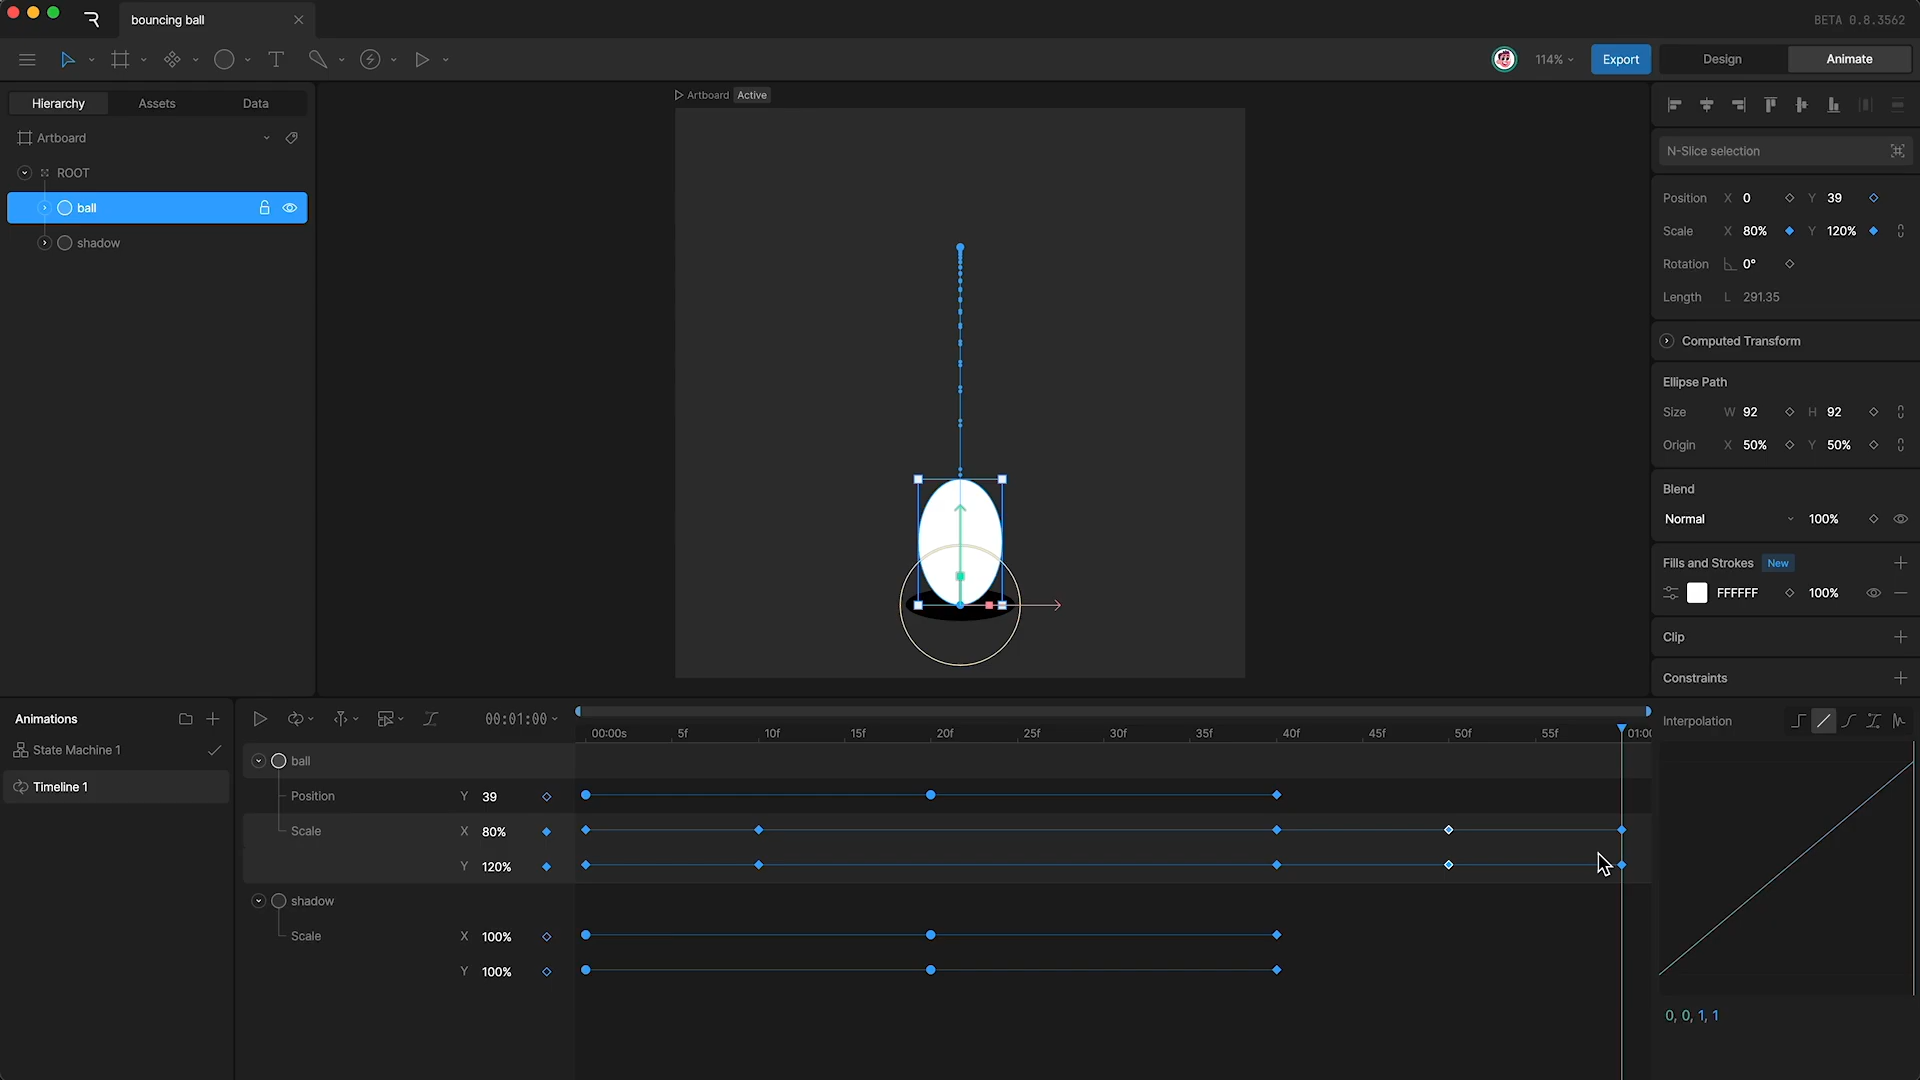 bouncing ball
BETA 0.8.3562
T
114%
Export
Design
Animate
Hierarchy
Assets
Data
Artboard
Active
Artboard
ROOT
ball
shadow
N-Slice selection
Position X 0 Y 39
Scale X 80% Y 120%
Rotation 0°
Length L 291.35
Computed Transform
Ellipse Path
Size W 92 H 92
Origin X 50% Y 50%
Blend
Normal 100%
Fills and Strokes New
FFFFFF 100%
Clip
Constraints
Animations
State Machine 1
Timeline 1
00:01:00
00:00s 5f 10f 15f 20f 25f 30f 35f 40f 45f 50f 55f 01:00
ball
Position Y 39
Scale X 80%
Y 120%
shadow
Scale X 100%
Y 100%
Interpolation
0, 0, 1, 1